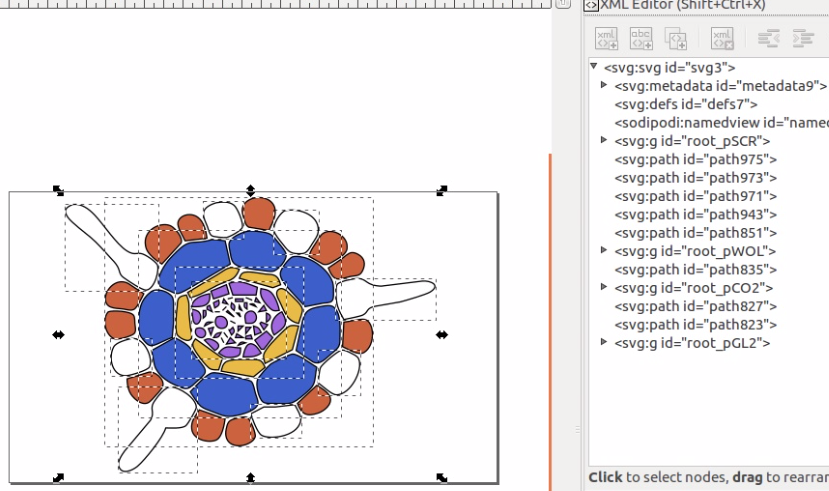 XML Editor (Shift+Ctrl+X)
<svg:svg id="svg3">
<svg:metadata id="metadata9">
<svg:defs id="defs7">
<sodipodi:namedview id="named
<svg:g id="root_pSCR">
<svg:path id="path975">
<svg:path id="path973">
<svg:path id="path971">
<svg:path id="path943">
<svg:path id="path851">
<svg:g id="root_pWOL">
<svg:path id="path835">
<svg:g id="root_pCO2">
<svg:path id="path827">
<svg:path id="path823">
<svg:g id="root_pGL2">
Click to select nodes, drag to rearran